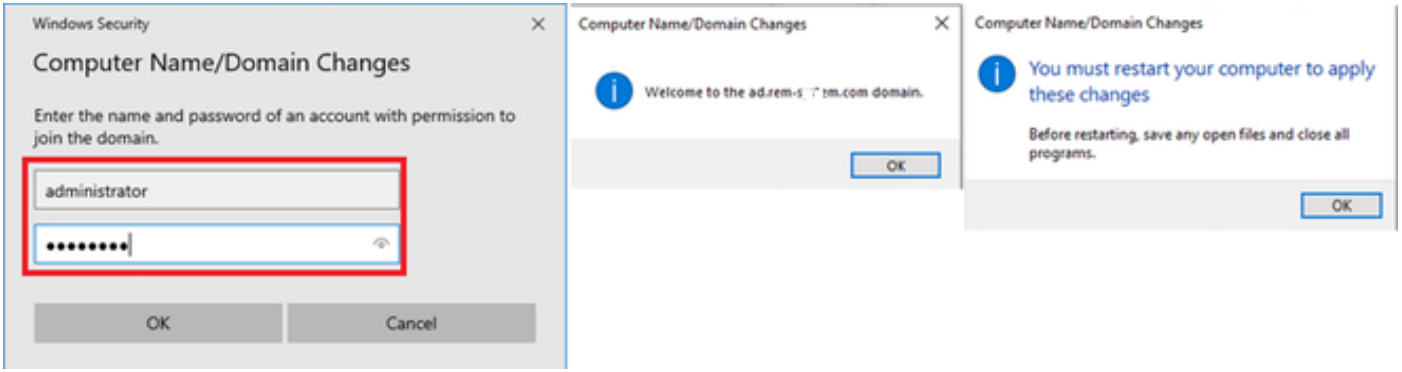 Windows Security
Computer Name/Domain Changes
Enter the name and password of an account with permission to
join the domain.
administrator
OK
Cancel
Computer Name/Domain Changes
Welcome to the domain.
OK
Computer Name/Domain Changes
You must restart your computer to apply
these changes
Before restarting, save any open files and close all
programs.
OK